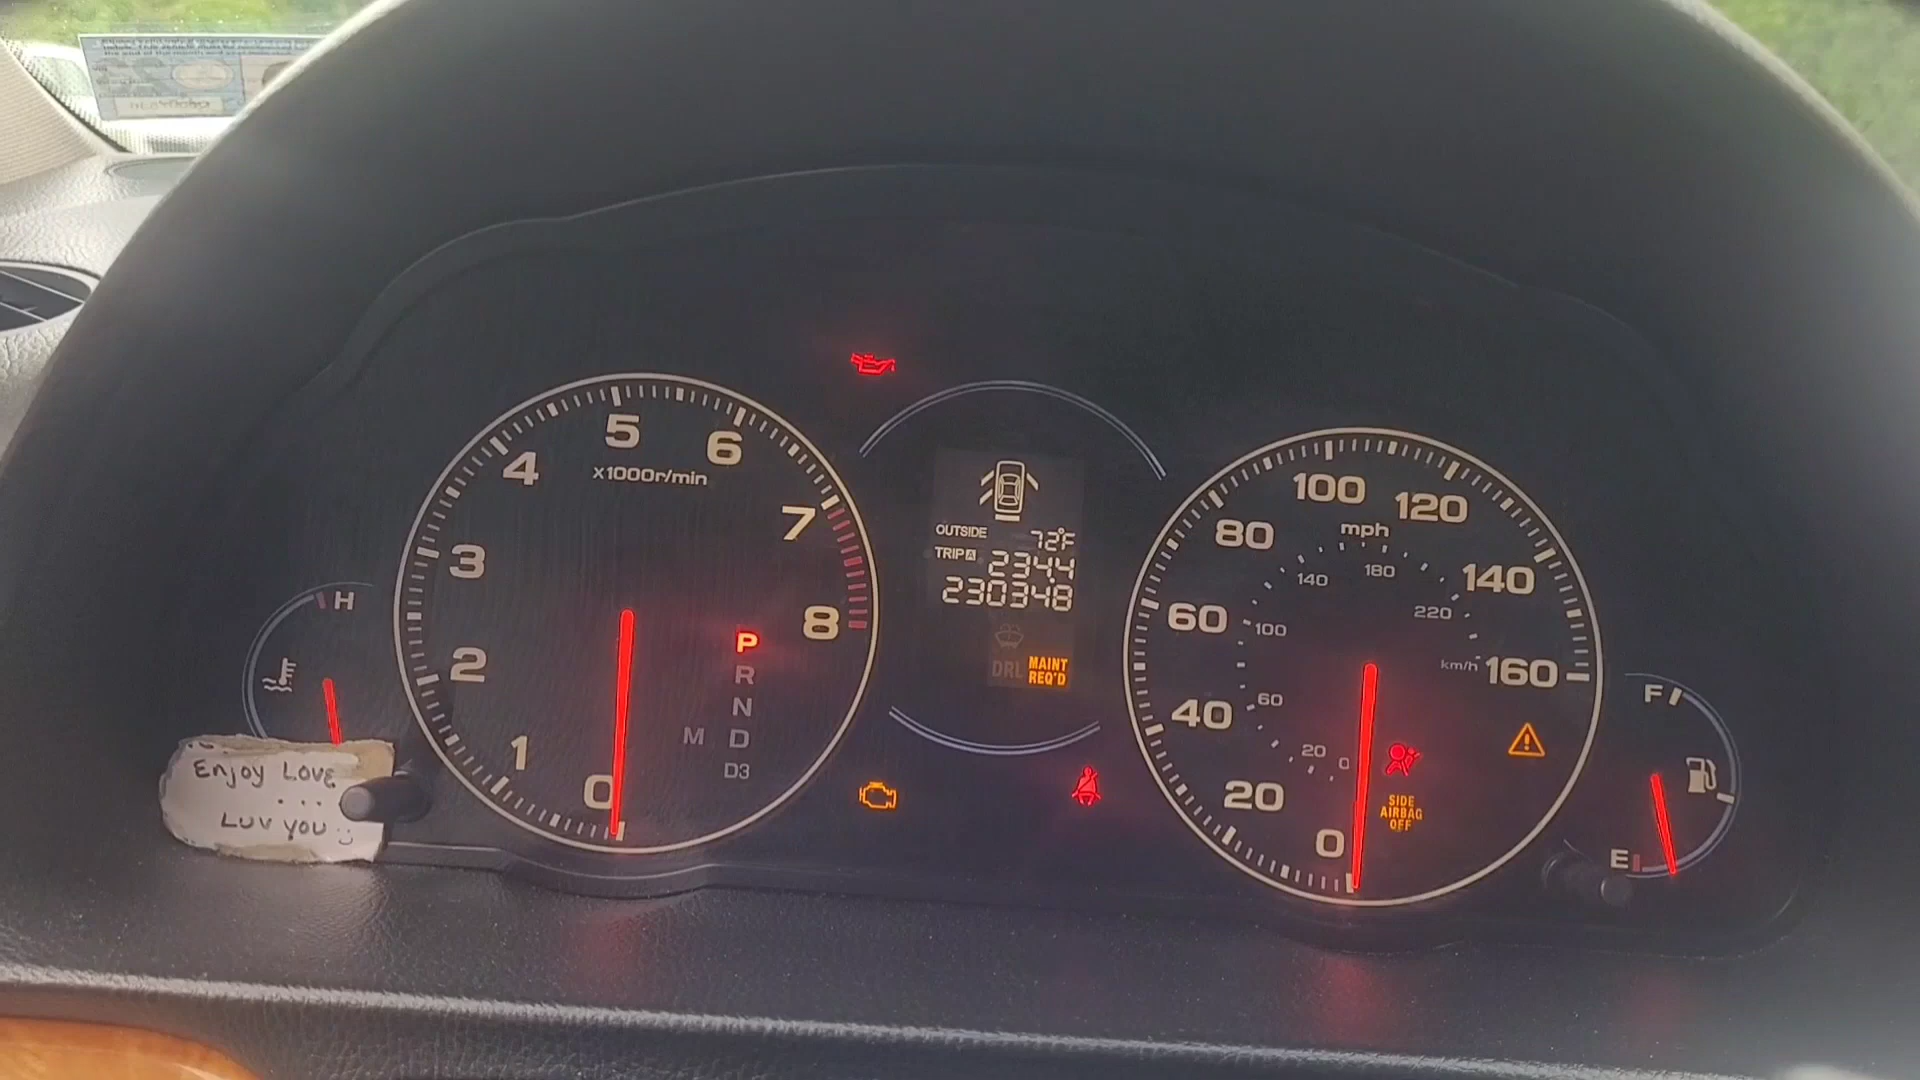 5
6
4
x1000r/min
7
3
8
2
1
0
H
P
R
N
M D
D3
OUTSIDE 72°F
TRIP A 234.4
230348
DRL MAINT
REQ'D
100
120
80
mph
140
180
140
60
220
100
km/h 160
40
60
20 0
20
SIDE
AIRBAG
OFF
0
F
E
Enjoy Love
...
Luv you :)